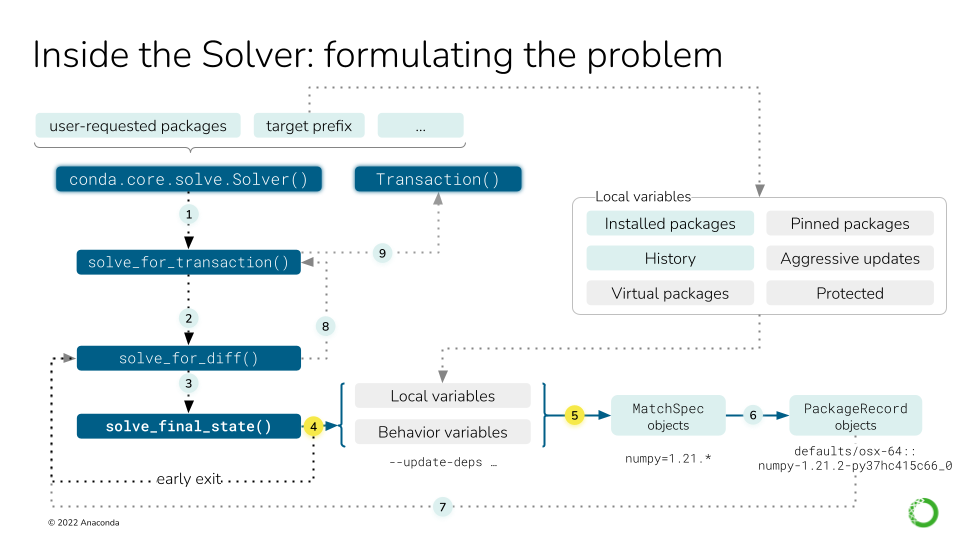 Inside the Solver: formulating the problem
user-requested packages
target prefix
...
conda.core.solve.Solver()
Transaction()
Local variables
1
Installed packages
Pinned packages
9
solve_for_transaction()
History
Aggressive updates
Virtual packages
Protected
2
8
solve_for_diff()
3
Local variables
solve_final_state()
4
Behavior variables
5
MatchSpec
objects
6
PackageRecord
objects
--update-deps …
numpy=1.21.*
defaults/osx-64::
numpy-1.21.2-py37hc415c66_0
early exit
7
© 2022 Anaconda